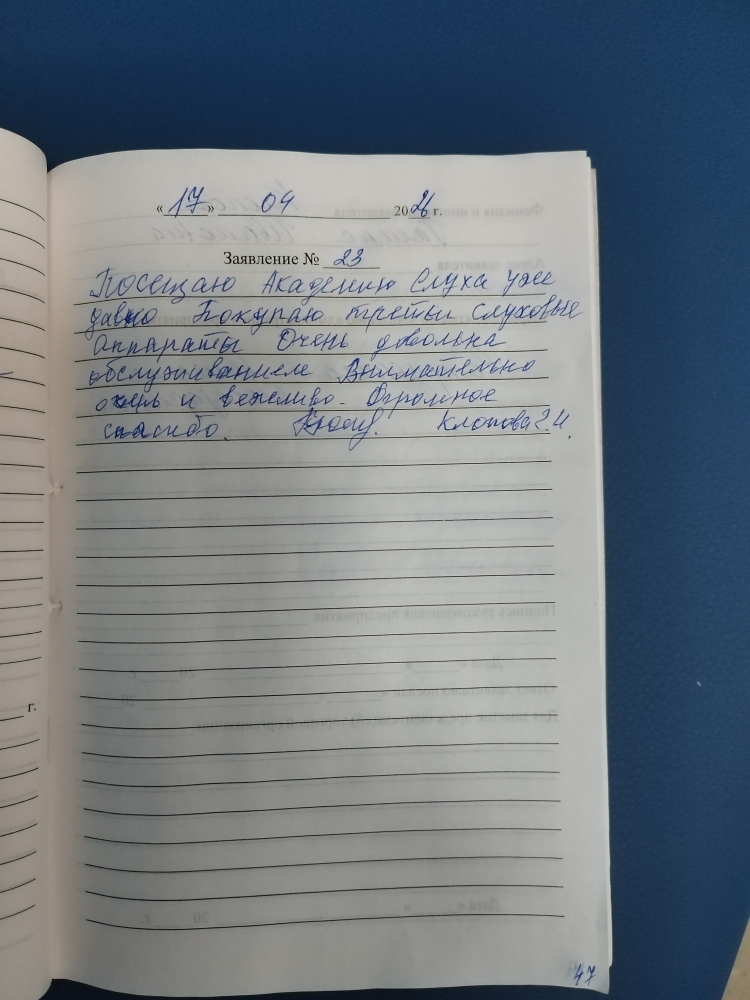 « 17 » 04 2026 г.
Заявление № 23
Посещаю Академию Слуха уже
давно Покупаю третьи слуховые
аппараты Очень довольна
обслуживанием Внимательно
очень и вежливо. Огромное
спасибо. Клопова Г.И.
г.
47